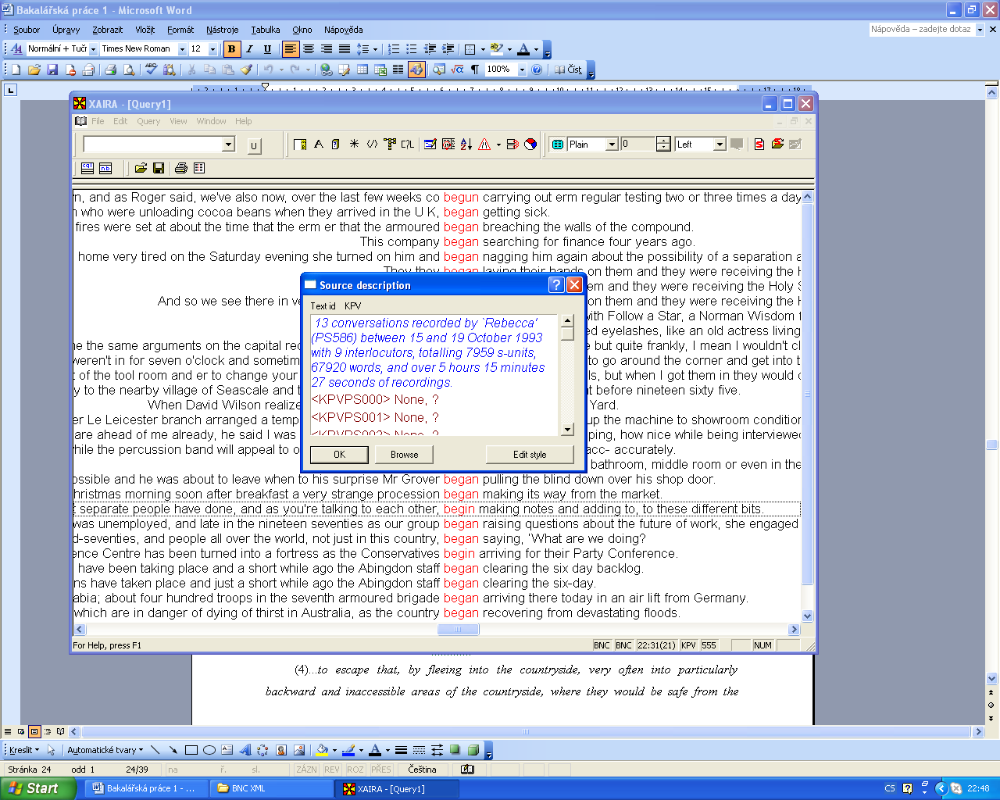 Bakalářská práce 1 - Microsoft Word
Soubor Úpravy Zobrazit Vložit Formát Nástroje Tabulka Okno Nápověda
Nápověda – zadejte dotaz
Normální + Tučn Times New Roman 12 B I U
100% Číst
XAIRA - [Query1]
File Edit Query View Window Help
U Plain 0 Left
and as Roger said, we've also now, over the last few weeks co begun carrying out erm regular testing two or three times a day
who were unloading cocoa beans when they arrived in the U K, began getting sick.
fires were set at about the time that the erm er that the armoured began breaching the walls of the compound.
This company began searching for finance four years ago.
home very tired on the Saturday evening she turned on him and began nagging him again about the possibility of a separation a
They they began laying their hands on them and they were receiving the H
em and they were receiving the Holy S
And so we see there in ve on them and they were receiving the H
with Follow a Star, a Norman Wisdom f
ed eyelashes, like an old actress living
ne the same arguments on the capital rec e but quite frankly, I mean I wouldn't cl
weren't in for seven o'clock and sometim to go around the corner and get into t
t of the tool room and er to change your ls, but when I got them in they would c
y to the nearby village of Seascale and t t before nineteen sixty five.
When David Wilson realize Yard.
er Le Leicester branch arranged a temp up the machine to showroom condition
are ahead of me already, he said I was ping, how nice while being interviewed
while the percussion band will appeal to o acc- accurately.
bathroom, middle room or even in the
ossible and he was about to leave when to his surprise Mr Grover began pulling the blind down over his shop door.
hristmas morning soon after breakfast a very strange procession began making its way from the market.
t separate people have done, and as you're talking to each other, begin making notes and adding to, to these different bits.
was unemployed, and late in the nineteen seventies as our group began raising questions about the future of work, she engaged
d-seventies, and people all over the world, not just in this country, began saying, `What are we doing?
ence Centre has been turned into a fortress as the Conservatives begin arriving for their Party Conference.
have been taking place and a short while ago the Abingdon staff began clearing the six day backlog.
ns have taken place and just a short while ago the Abingdon staff began clearing the six-day.
abia; about four hundred troops in the seventh armoured brigade began arriving there today in an air lift from Germany.
which are in danger of dying of thirst in Australia, as the country began recovering from devastating floods.
Source description
Text id KPV
13 conversations recorded by `Rebecca'
(PS586) between 15 and 19 October 1993
with 9 interlocutors, totalling 7959 s-units,
67920 words, and over 5 hours 15 minutes
27 seconds of recordings.
<KPVPS000> None, ?
<KPVPS001> None, ?
<KPVPS002> None, ?
OK Browse Edit style
For Help, press F1 BNC BNC 22:31(21) KPV 555 NUM
(4)...to escape that, by fleeing into the countryside, very often into particularly
backward and inaccessible areas of the countryside, where they would be safe from the
Kreslit Automatické tvary
Stránka 24 odd 1 24/39 na ř. sl. ZÁZN REV ROZ PŘES Čeština
Start Bakalářská práce 1 - ... BNC XML XAIRA - [Query1] CS 22:48